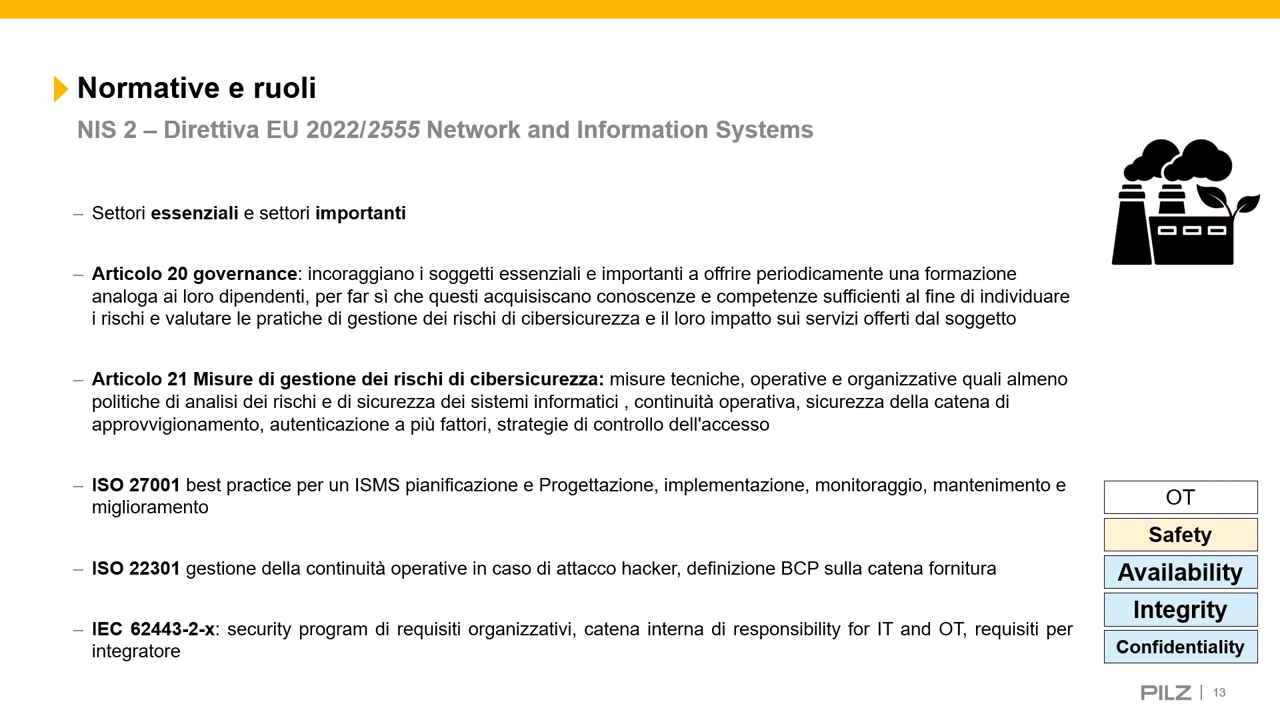 Normative e ruoli
NIS 2 – Direttiva EU 2022/2555 Network and Information Systems
– Settori essenziali e settori importanti
– Articolo 20 governance: incoraggiano i soggetti essenziali e importanti a offrire periodicamente una formazione
analoga ai loro dipendenti, per far sì che questi acquisiscano conoscenze e competenze sufficienti al fine di individuare
i rischi e valutare le pratiche di gestione dei rischi di cibersicurezza e il loro impatto sui servizi offerti dal soggetto
– Articolo 21 Misure di gestione dei rischi di cibersicurezza: misure tecniche, operative e organizzative quali almeno
politiche di analisi dei rischi e di sicurezza dei sistemi informatici , continuità operativa, sicurezza della catena di
approvvigionamento, autenticazione a più fattori, strategie di controllo dell'accesso
– ISO 27001 best practice per un ISMS pianificazione e Progettazione, implementazione, monitoraggio, mantenimento e
miglioramento
– ISO 22301 gestione della continuità operative in caso di attacco hacker, definizione BCP sulla catena fornitura
– IEC 62443-2-x: security program di requisiti organizzativi, catena interna di responsibility for IT and OT, requisiti per
integratore
OT
Safety
Availability
Integrity
Confidentiality
PILZ | 13